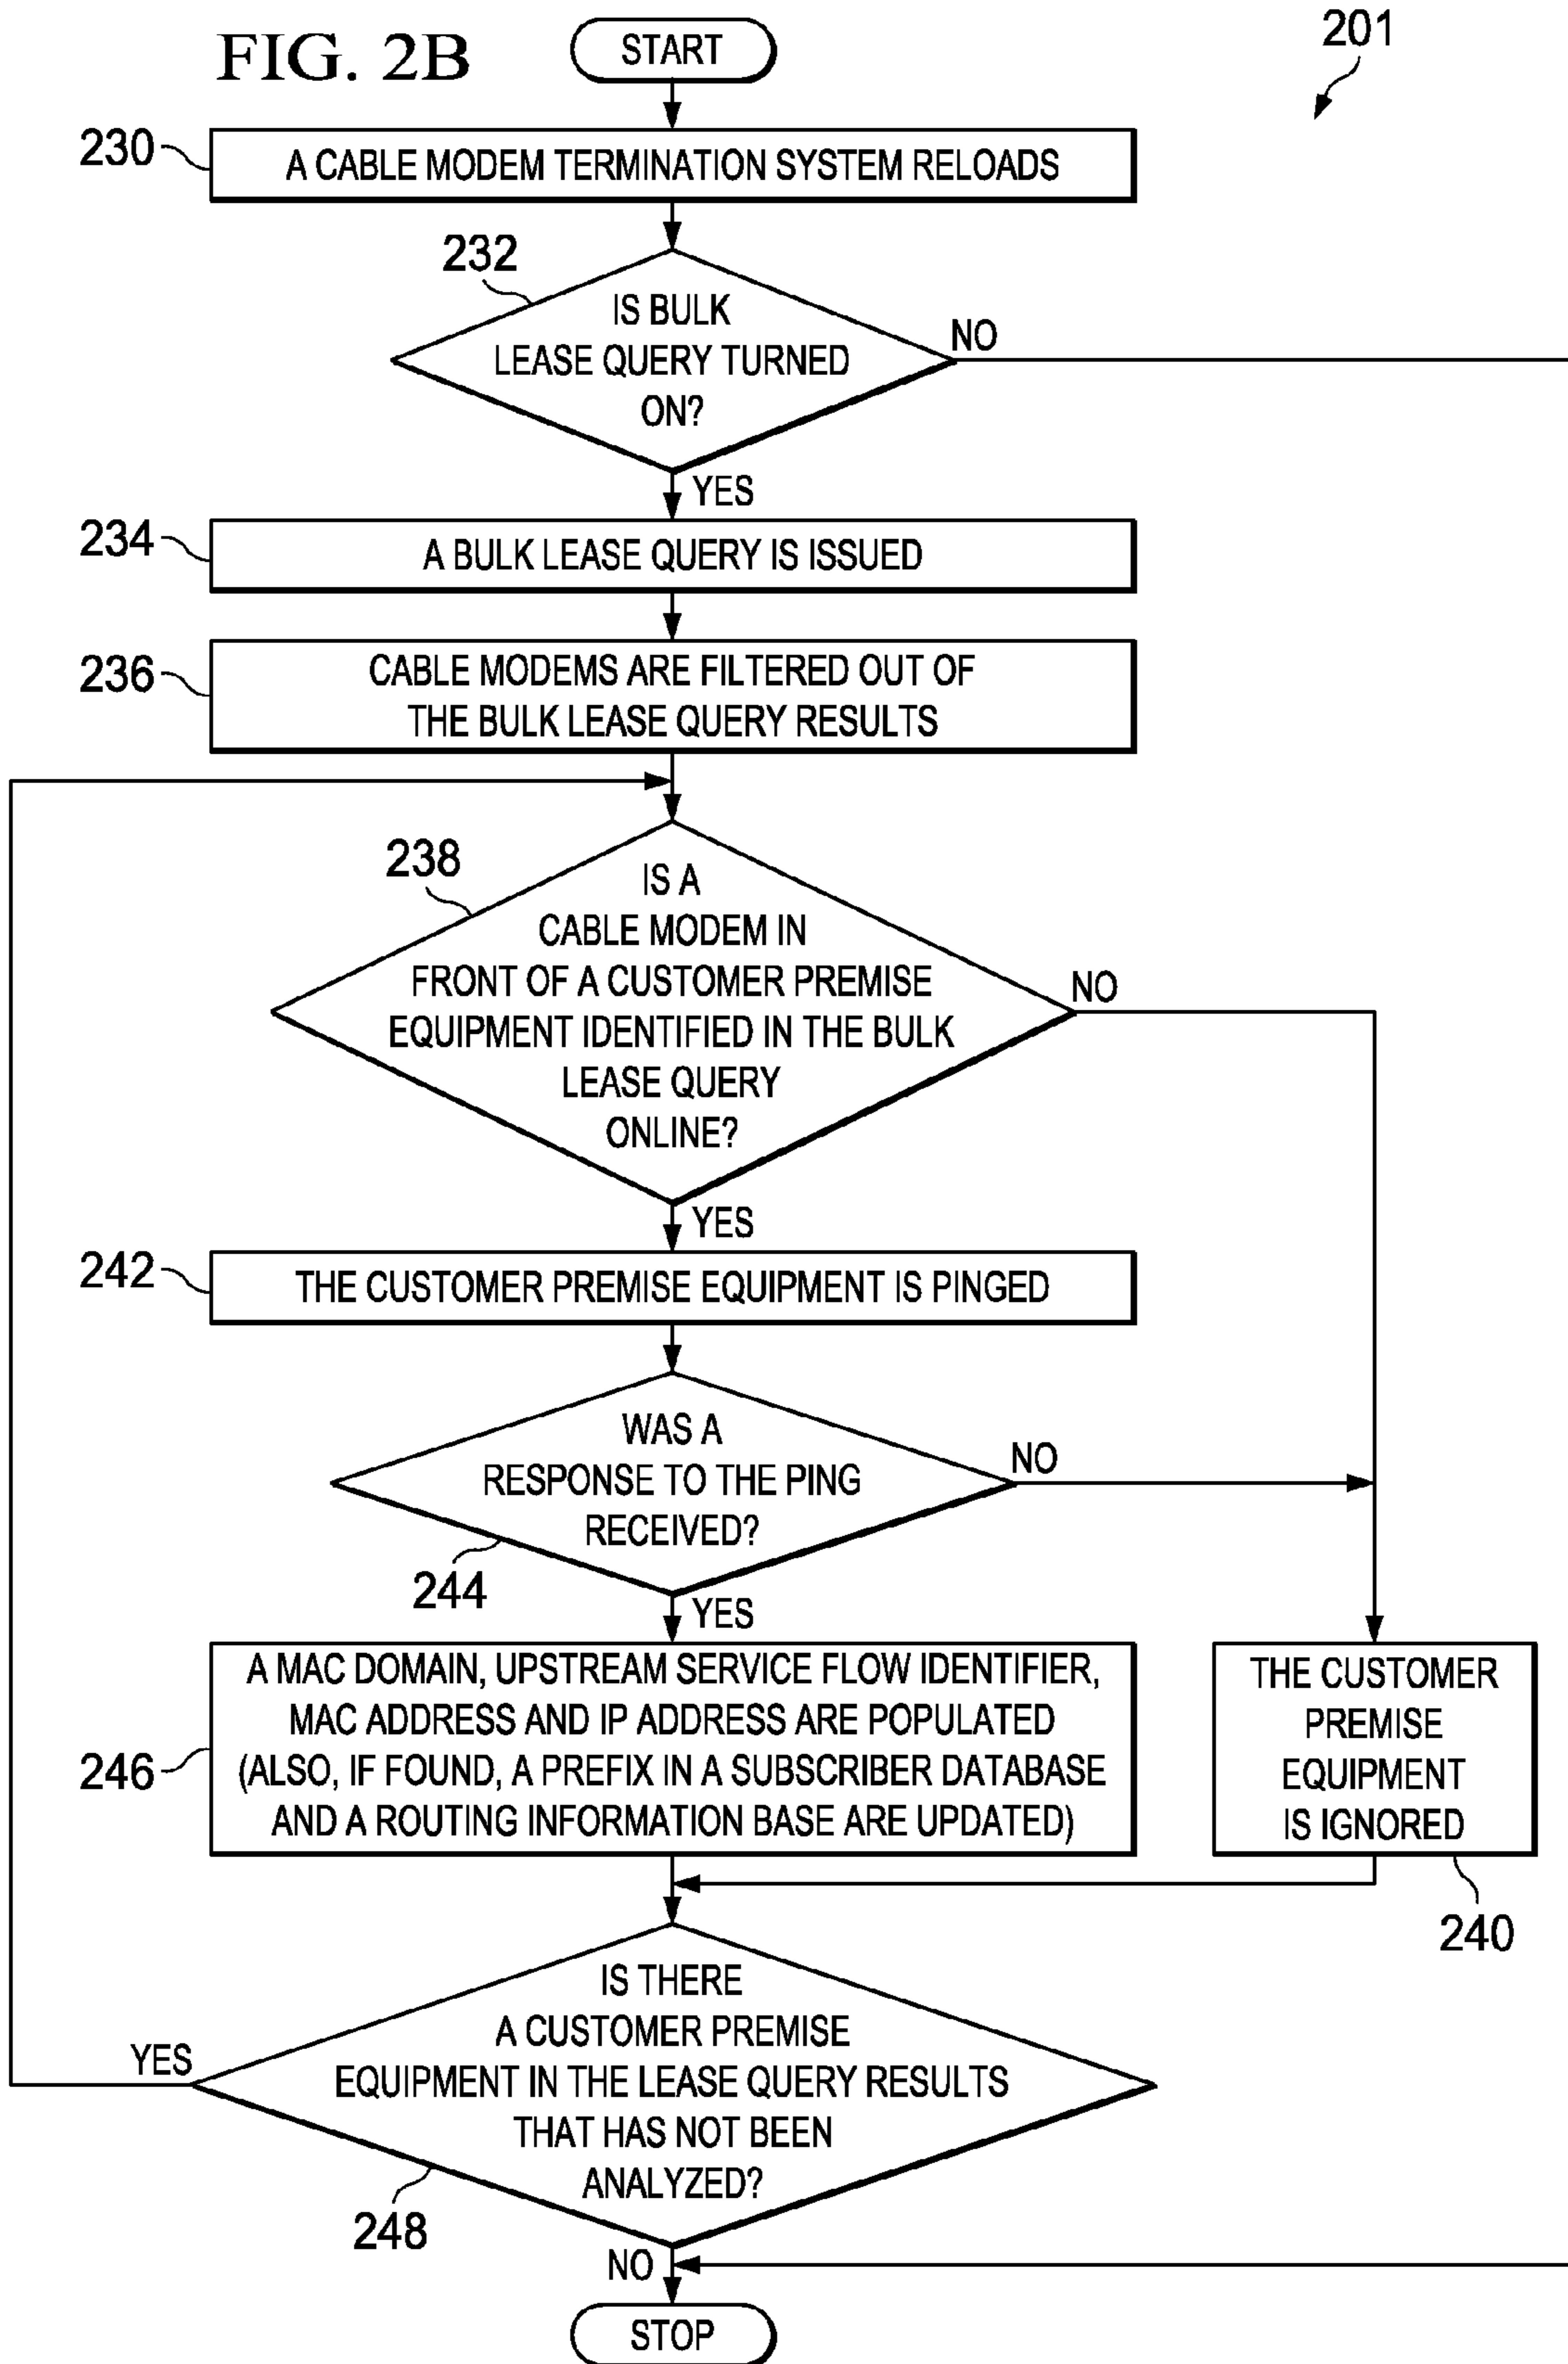 FIG. 2B
START
201
230
A CABLE MODEM TERMINATION SYSTEM RELOADS
232
IS BULK
LEASE QUERY TURNED
ON?
NO
YES
234
A BULK LEASE QUERY IS ISSUED
236
CABLE MODEMS ARE FILTERED OUT OF
THE BULK LEASE QUERY RESULTS
238
IS A
CABLE MODEM IN
FRONT OF A CUSTOMER PREMISE
EQUIPMENT IDENTIFIED IN THE BULK
LEASE QUERY
ONLINE?
NO
YES
242
THE CUSTOMER PREMISE EQUIPMENT IS PINGED
WAS A
RESPONSE TO THE PING
RECEIVED?
NO
244
YES
246
A MAC DOMAIN, UPSTREAM SERVICE FLOW IDENTIFIER,
MAC ADDRESS AND IP ADDRESS ARE POPULATED
(ALSO, IF FOUND, A PREFIX IN A SUBSCRIBER DATABASE
AND A ROUTING INFORMATION BASE ARE UPDATED)
THE CUSTOMER
PREMISE
EQUIPMENT
IS IGNORED
240
IS THERE
A CUSTOMER PREMISE
EQUIPMENT IN THE LEASE QUERY RESULTS
THAT HAS NOT BEEN
ANALYZED?
YES
248
NO
STOP